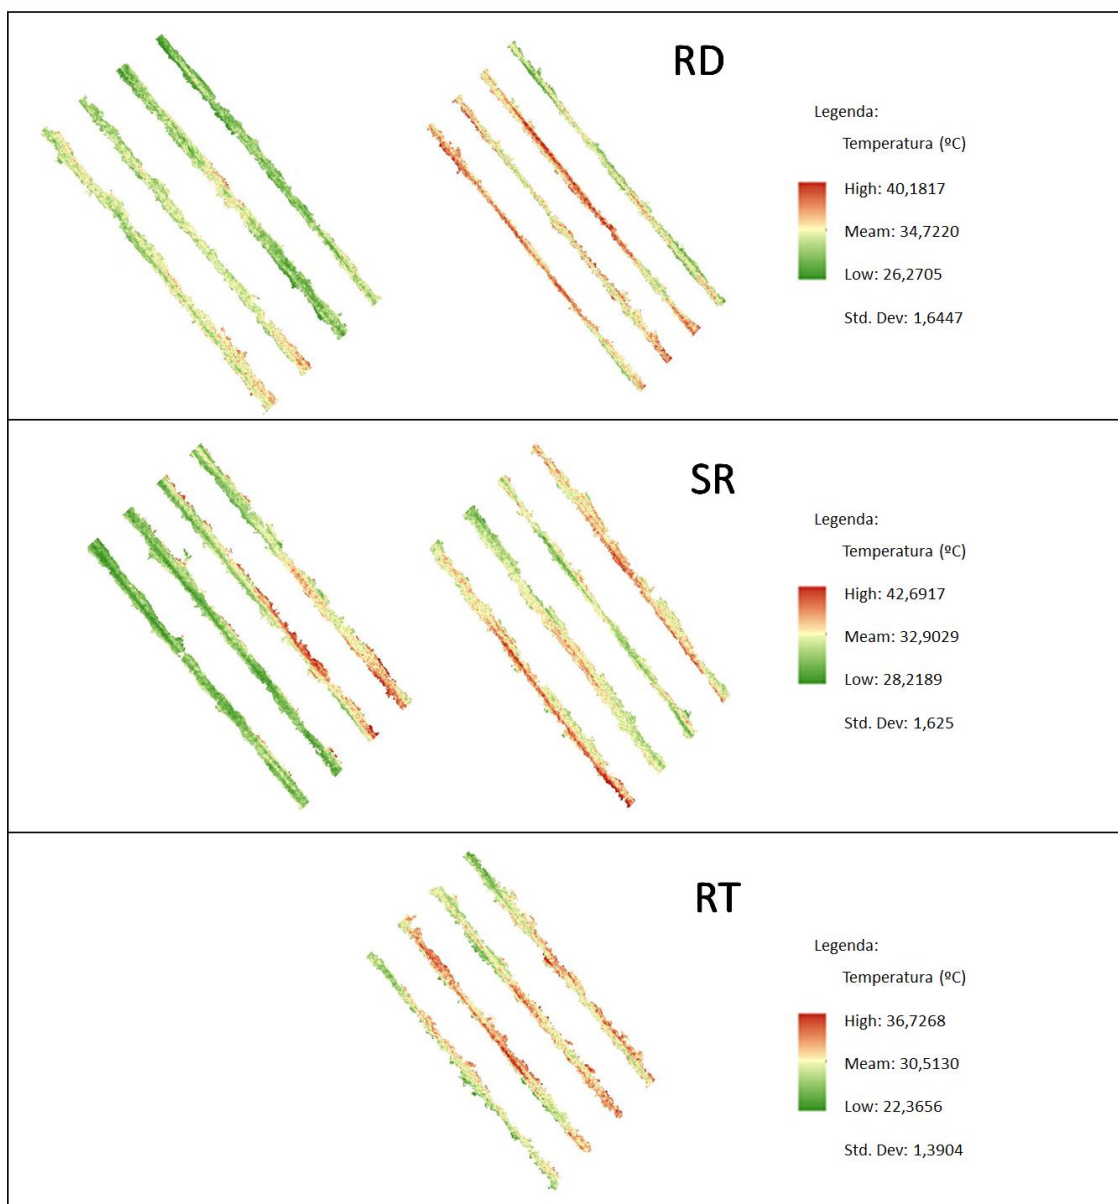 RD
Legenda:
Temperatura (ºC)
High: 40,1817
Meam: 34,7220
Low: 26,2705
Std. Dev: 1,6447
SR
Legenda:
Temperatura (ºC)
High: 42,6917
Meam: 32,9029
Low: 28,2189
Std. Dev: 1,625
RT
Legenda:
Temperatura (ºC)
High: 36,7268
Meam: 30,5130
Low: 22,3656
Std. Dev: 1,3904